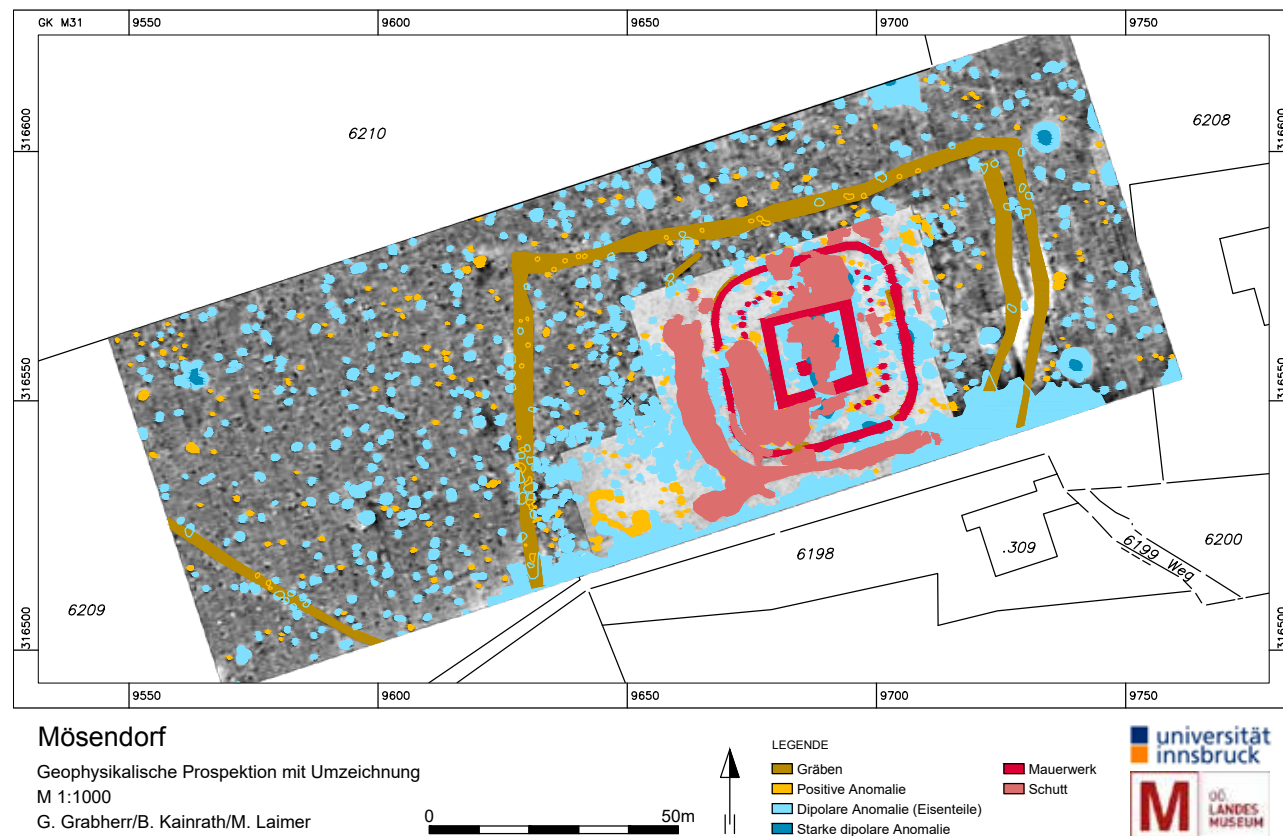 GK M31
9550
9600
9650
9700
9750
316600
316600
6210
6208
316550
316550
6209
6198
.309
6199 Weg
6200
316500
316500
9550
9600
9650
9700
9750
Mösendorf
Geophysikalische Prospektion mit Umzeichnung
M 1:1000
G. Grabherr/B. Kainrath/M. Laimer
0 50m
LEGENDE
Gräben
Positive Anomalie
Dipolare Anomalie (Eisenteile)
Starke dipolare Anomalie
Mauerwerk
Schutt
universität
innsbruck
M
OÖ.
LANDES
MUSEUM